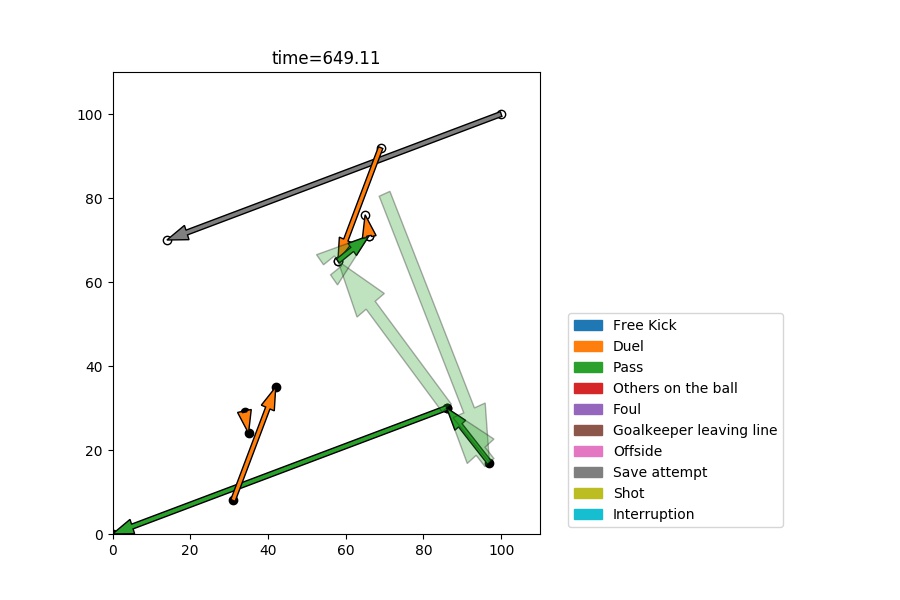 time=649.11
100
80
60
40
20
0
0 20 40 60 80 100
Free Kick
Duel
Pass
Others on the ball
Foul
Goalkeeper leaving line
Offside
Save attempt
Shot
Interruption